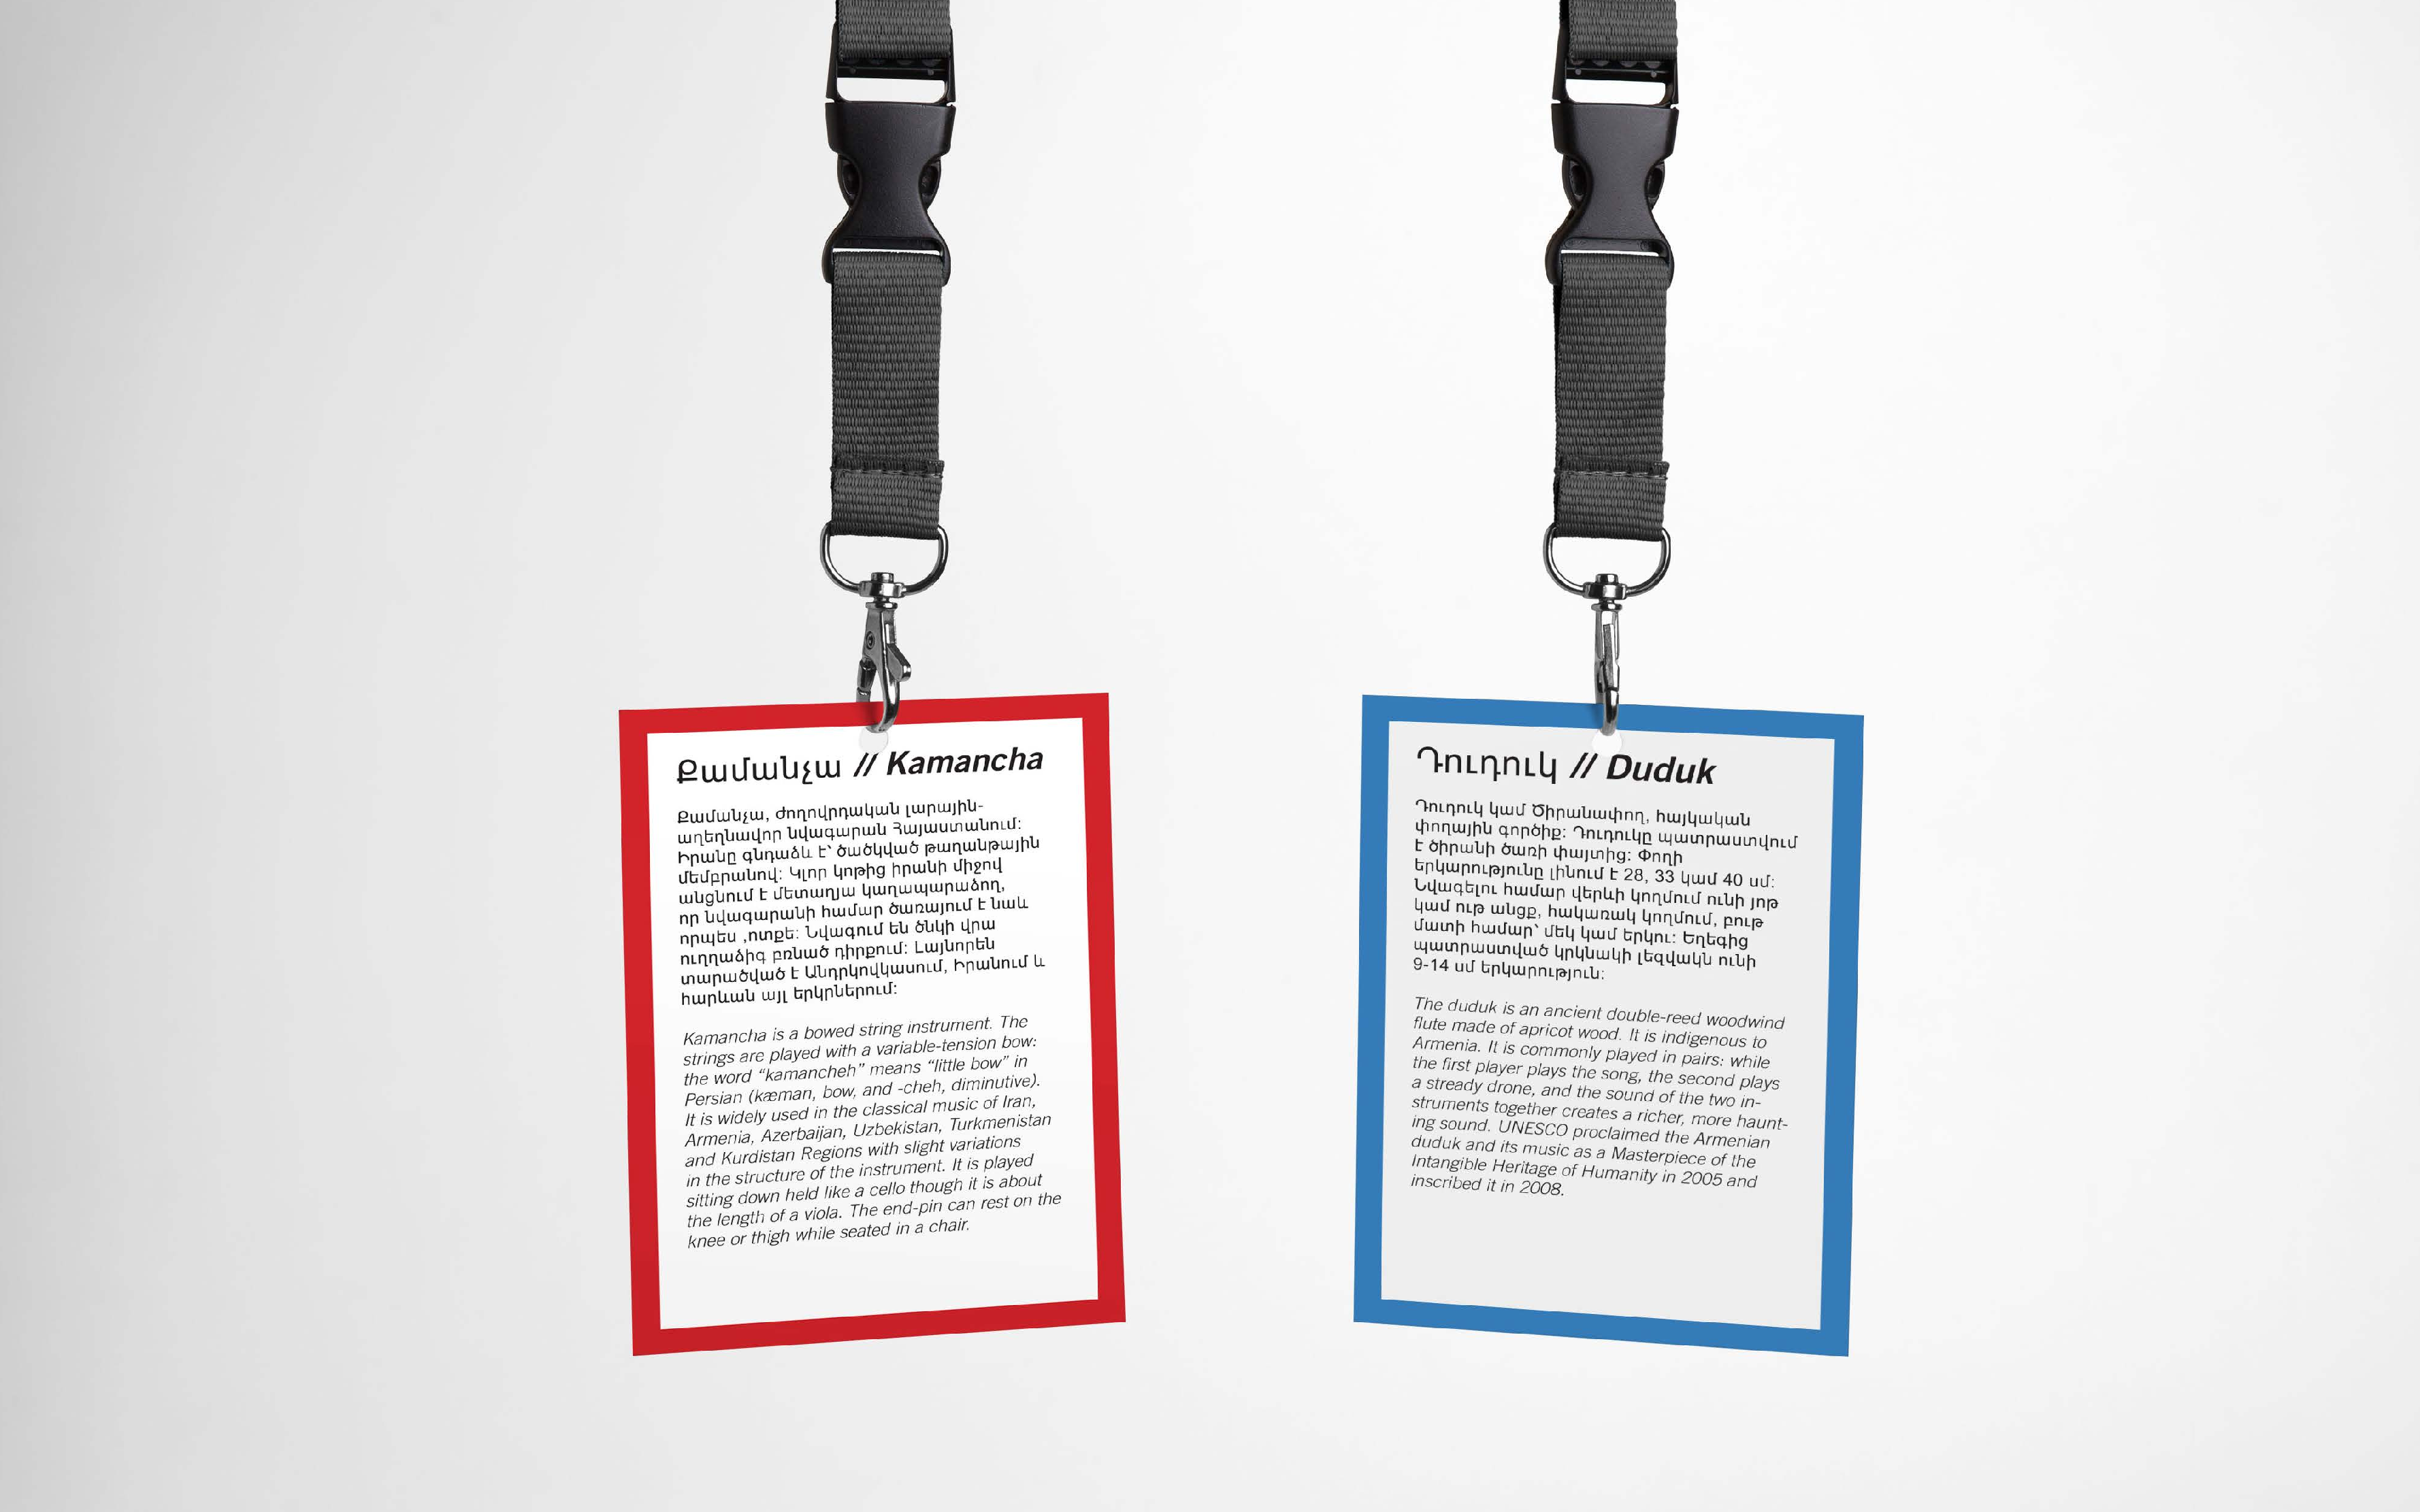 Քամանչա // Kamancha
Քամանչա, ժողովրդական լարային-
աղեղնավոր նվագարան Հայաստանում:
Իրանը գնդաձև է՝ ծածկված թաղանթային
մեմբրանով: Կլոր կոթից իրանի միջով
անցնում է մետաղյա կաղապարաձող,
որ նվագարանի համար ծառայում է նաև
որպես ,ոտքե: Նվագում են ծնկի վրա
ուղղաձիգ բռնած դիրքում: Լայնորեն
տարածված է Անդրկովկասում, Իրանում և
հարևան այլ երկրներում:
Kamancha is a bowed string instrument. The
strings are played with a variable-tension bow:
the word “kamancheh” means “little bow” in
Persian (kæman, bow, and -cheh, diminutive).
It is widely used in the classical music of Iran,
Armenia, Azerbaijan, Uzbekistan, Turkmenistan
and Kurdistan Regions with slight variations
in the structure of the instrument. It is played
sitting down held like a cello though it is about
the length of a viola. The end-pin can rest on the
knee or thigh while seated in a chair.
Դուդուկ // Duduk
Դուդուկ կամ Ծիրանափող, հայկական
փողային գործիք: Դուդուկը պատրաստվում
է ծիրանի ծառի փայտից: Փողի
երկարությունը լինում է 28, 33 կամ 40 սմ:
Նվագելու համար վերևի կողմում ունի յոթ
կամ ութ անցք, հակառակ կողմում, բութ
մատի համար՝ մեկ կամ երկու: Եղեգից
պատրաստված կրկնակի լեզվակն ունի
9-14 սմ երկարություն:
The duduk is an ancient double-reed woodwind
flute made of apricot wood. It is indigenous to
Armenia. It is commonly played in pairs: while
the first player plays the song, the second plays
a stready drone, and the sound of the two in-
struments together creates a richer, more haunt-
ing sound. UNESCO proclaimed the Armenian
duduk and its music as a Masterpiece of the
Intangible Heritage of Humanity in 2005 and
inscribed it in 2008.